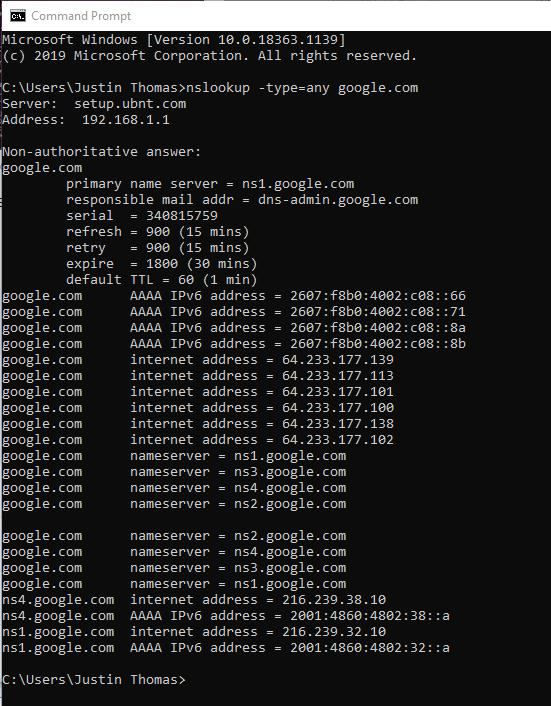 Command Prompt
Microsoft Windows [Version 10.0.18363.1139]
(c) 2019 Microsoft Corporation. All rights reserved.
C:\Users\Justin Thomas>nslookup -type=any google.com
Server:  setup.ubnt.com
Address:  192.168.1.1
Non-authoritative answer:
google.com
        primary name server = ns1.google.com
        responsible mail addr = dns-admin.google.com
        serial  = 340815759
        refresh = 900 (15 mins)
        retry   = 900 (15 mins)
        expire  = 1800 (30 mins)
        default TTL = 60 (1 min)
google.com      AAAA IPv6 address = 2607:f8b0:4002:c08::66
google.com      AAAA IPv6 address = 2607:f8b0:4002:c08::71
google.com      AAAA IPv6 address = 2607:f8b0:4002:c08::8a
google.com      AAAA IPv6 address = 2607:f8b0:4002:c08::8b
google.com      internet address = 64.233.177.139
google.com      internet address = 64.233.177.113
google.com      internet address = 64.233.177.101
google.com      internet address = 64.233.177.100
google.com      internet address = 64.233.177.138
google.com      internet address = 64.233.177.102
google.com      nameserver = ns1.google.com
google.com      nameserver = ns3.google.com
google.com      nameserver = ns4.google.com
google.com      nameserver = ns2.google.com
google.com      nameserver = ns2.google.com
google.com      nameserver = ns4.google.com
google.com      nameserver = ns3.google.com
google.com      nameserver = ns1.google.com
ns4.google.com  internet address = 216.239.38.10
ns4.google.com  AAAA IPv6 address = 2001:4860:4802:38::a
ns1.google.com  internet address = 216.239.32.10
ns1.google.com  AAAA IPv6 address = 2001:4860:4802:32::a
C:\Users\Justin Thomas>